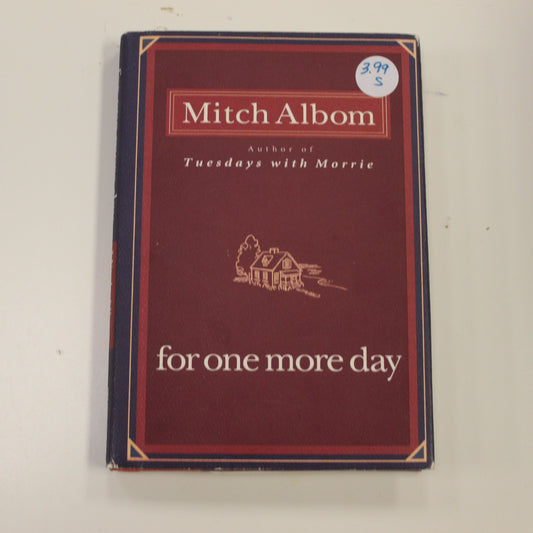 3.99
S
Mitch Albom
Author of
Tuesdays with Morrie
for one more day